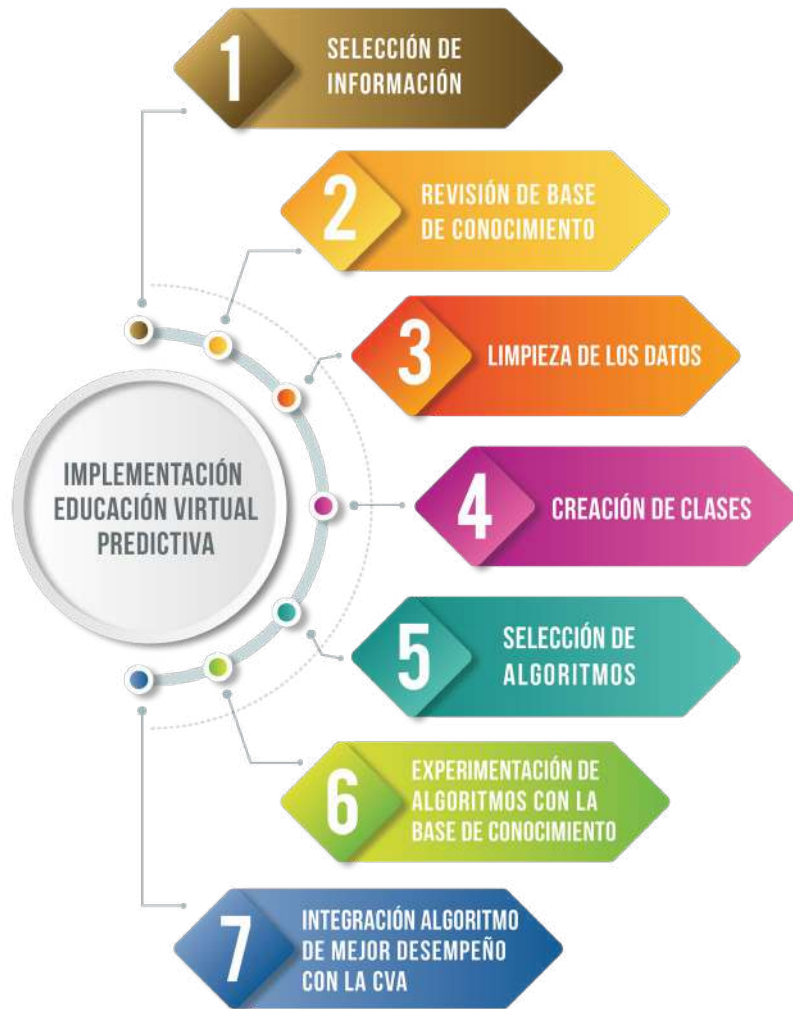 1
SELECCIÓN DE
INFORMACIÓN
2
REVISIÓN DE BASE
DE CONOCIMIENTO
3
LIMPIEZA DE LOS DATOS
IMPLEMENTACIÓN
EDUCACIÓN VIRTUAL
PREDICTIVA
4
CREACIÓN DE CLASES
5
SELECCIÓN DE
ALGORITMOS
6
EXPERIMENTACIÓN DE
ALGORITMOS CON LA
BASE DE CONOCIMIENTO
7
INTEGRACIÓN ALGORITMO
DE MEJOR DESEMPEÑO
CON LA CVA